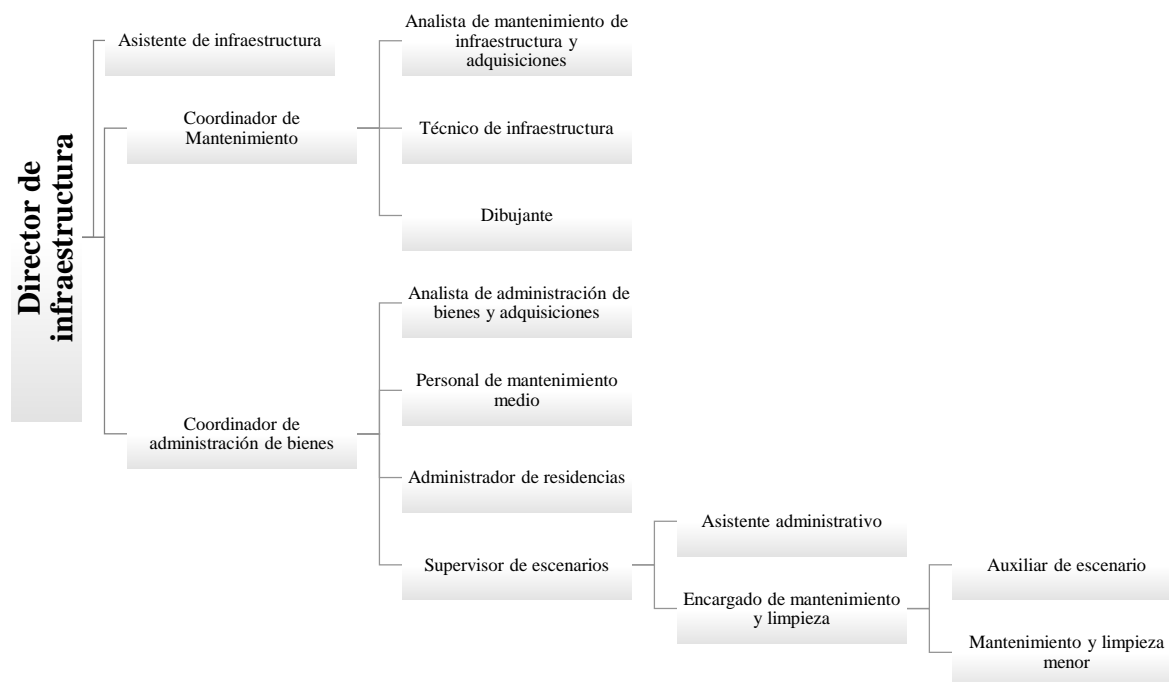 Director de
infraestructura
Asistente de infraestructura
Coordinador de
Mantenimiento
Analista de mantenimiento de
infraestructura y
adquisiciones
Técnico de infraestructura
Dibujante
Coordinador de
administración de bienes
Analista de administración de
bienes y adquisiciones
Personal de mantenimiento
medio
Administrador de residencias
Supervisor de escenarios
Asistente administrativo
Encargado de mantenimiento
y limpieza
Auxiliar de escenario
Mantenimiento y limpieza
menor